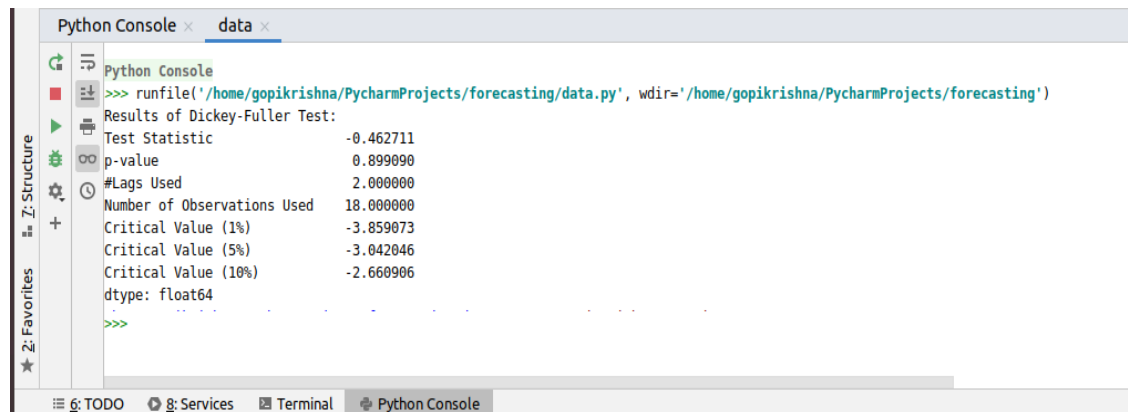 Python Console × data ×
Python Console
>>> runfile('/home/gopikrishna/PycharmProjects/forecasting/data.py', wdir='/home/gopikrishna/PycharmProjects/forecasting')
Results of Dickey-Fuller Test:
Test Statistic -0.462711
p-value 0.899090
#Lags Used 2.000000
Number of Observations Used 18.000000
Critical Value (1%) -3.859073
Critical Value (5%) -3.042046
Critical Value (10%) -2.660906
dtype: float64
>>>
7: Structure
2: Favorites
6: TODO 8: Services Terminal Python Console